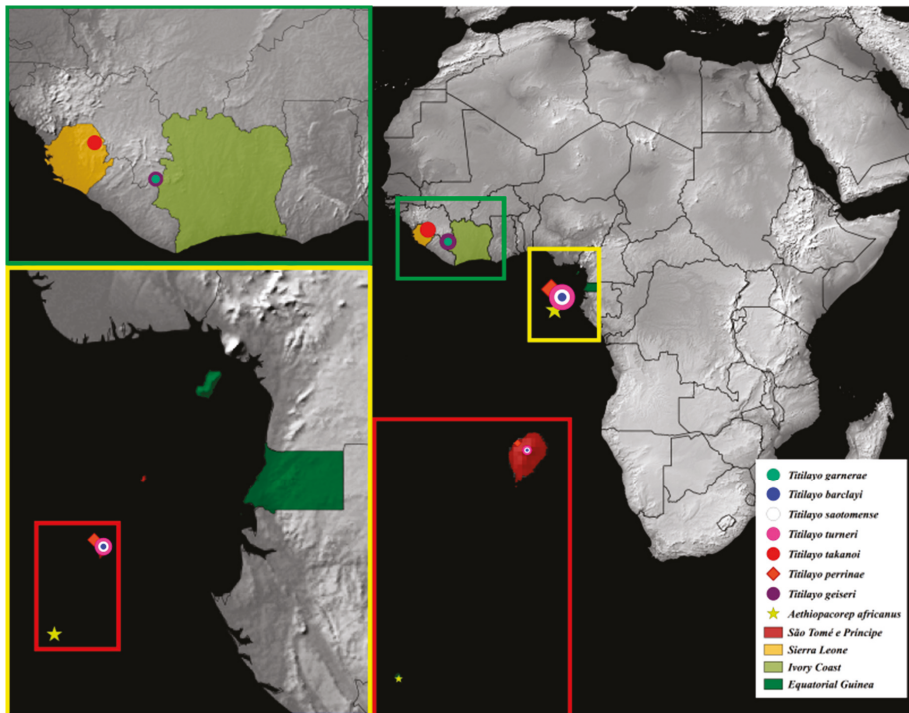 Titilayo garnerae
Titilayo barclayi
Titilayo saotomense
Titilayo turneri
Titilayo takanoi
Titilayo perrinae
Titilayo geiseri
Aethiopacorep africanus
São Tomé e Príncipe
Sierra Leone
Ivory Coast
Equatorial Guinea